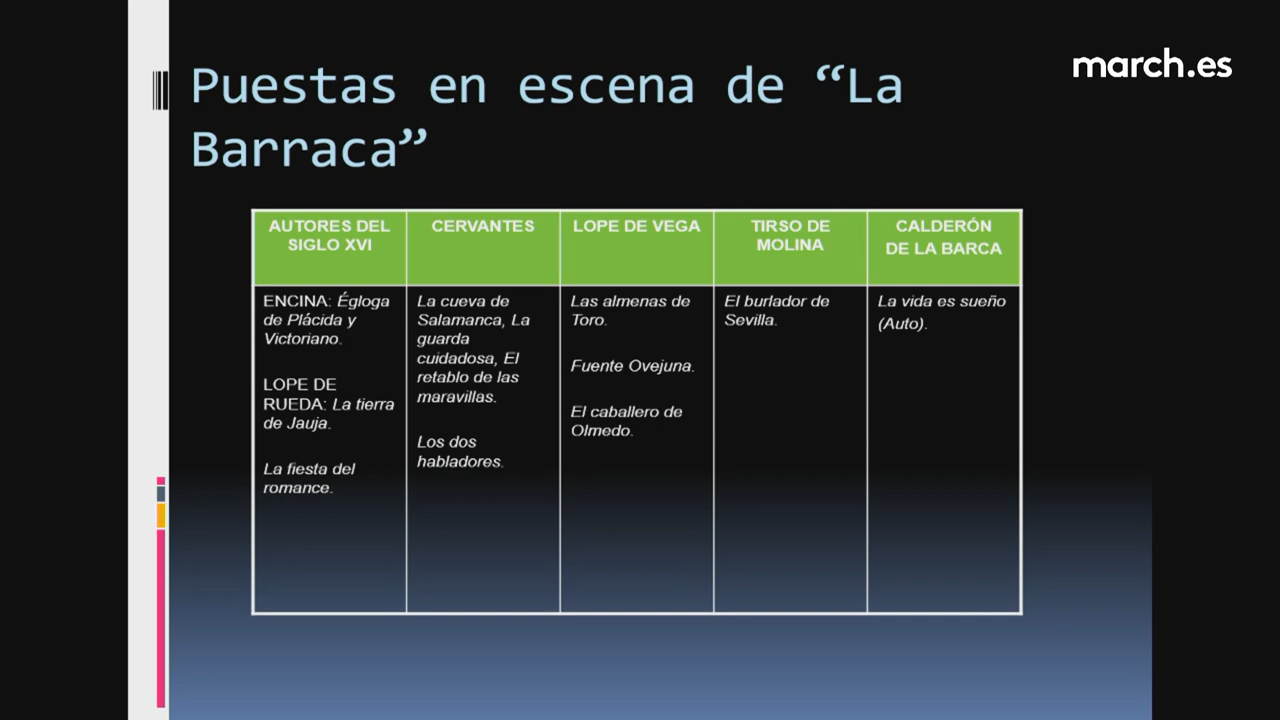 march.es
Puestas en escena de “La
Barraca”
AUTORES DEL
SIGLO XVI
CERVANTES
LOPE DE VEGA
TIRSO DE
MOLINA
CALDERÓN
DE LA BARCA
ENCINA: Égloga
de Plácida y
Victoriano.
LOPE DE
RUEDA: La tierra
de Jauja.
La fiesta del
romance.
La cueva de
Salamanca, La
guarda
cuidadosa, El
retablo de las
maravillas.
Los dos
habladores.
Las almenas de
Toro.
Fuente Ovejuna.
El caballero de
Olmedo.
El burlador de
Sevilla.
La vida es sueño
(Auto).